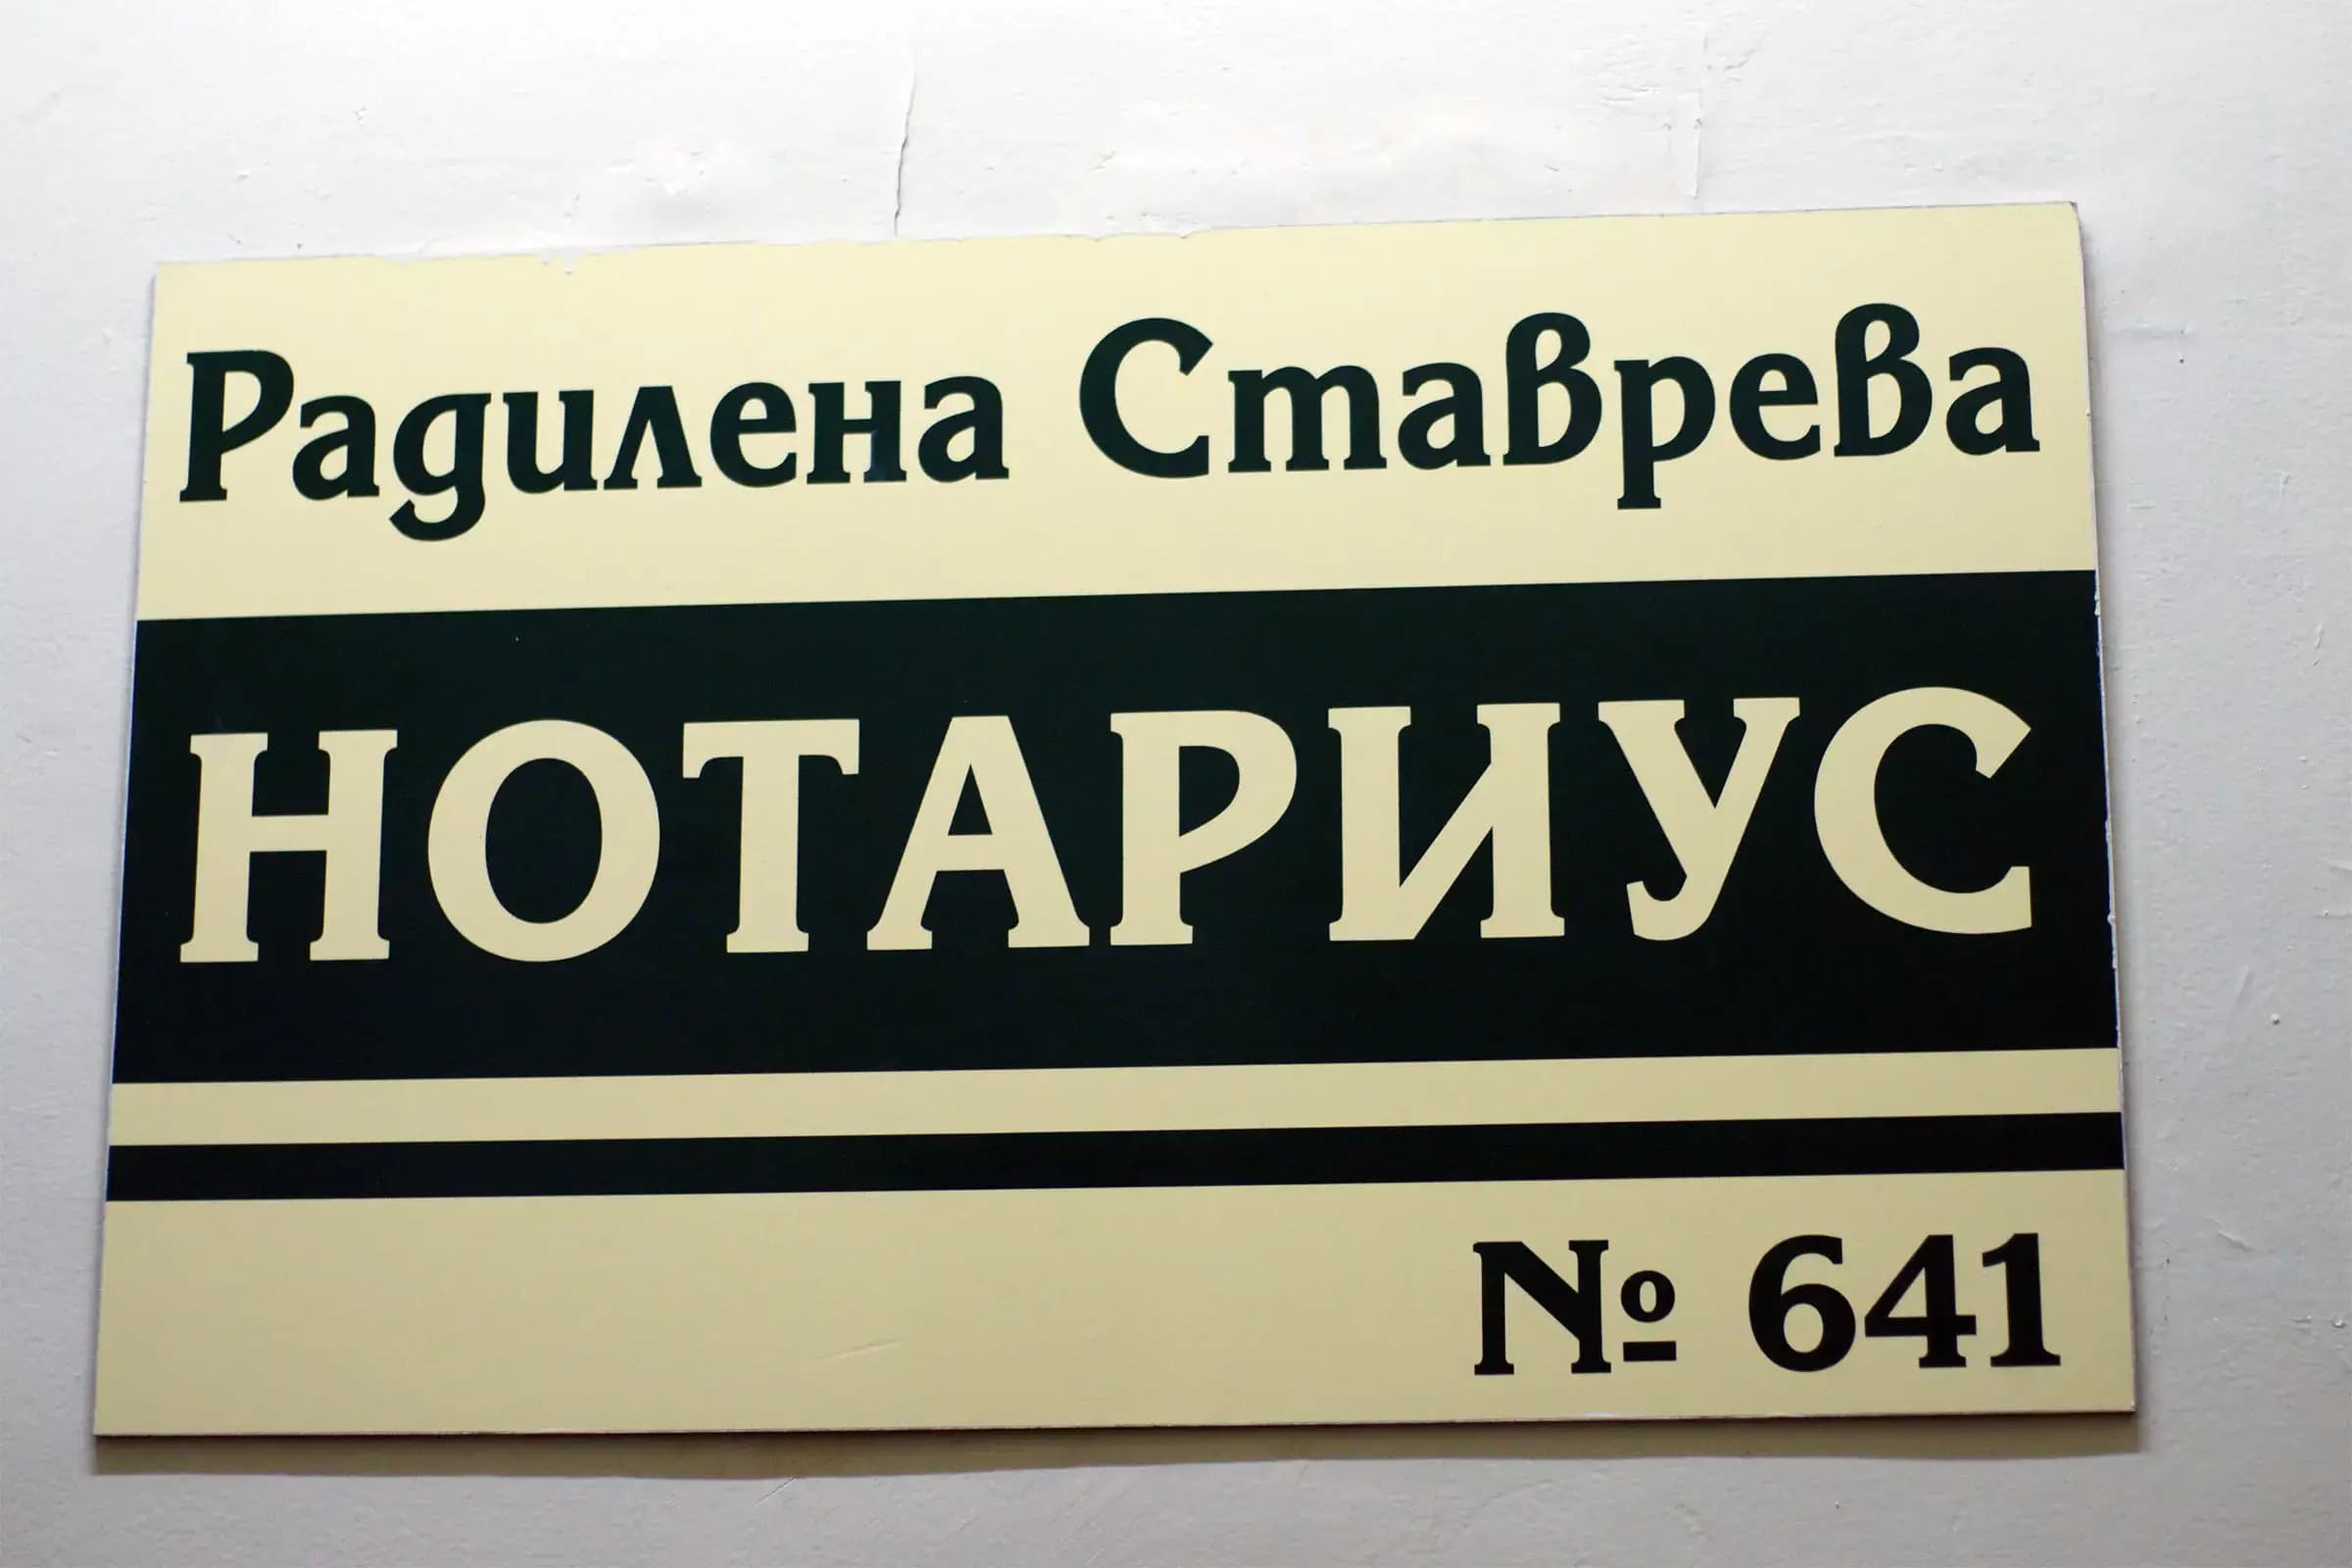 Радилена Ставрева
НОТАРИУС
№ 641